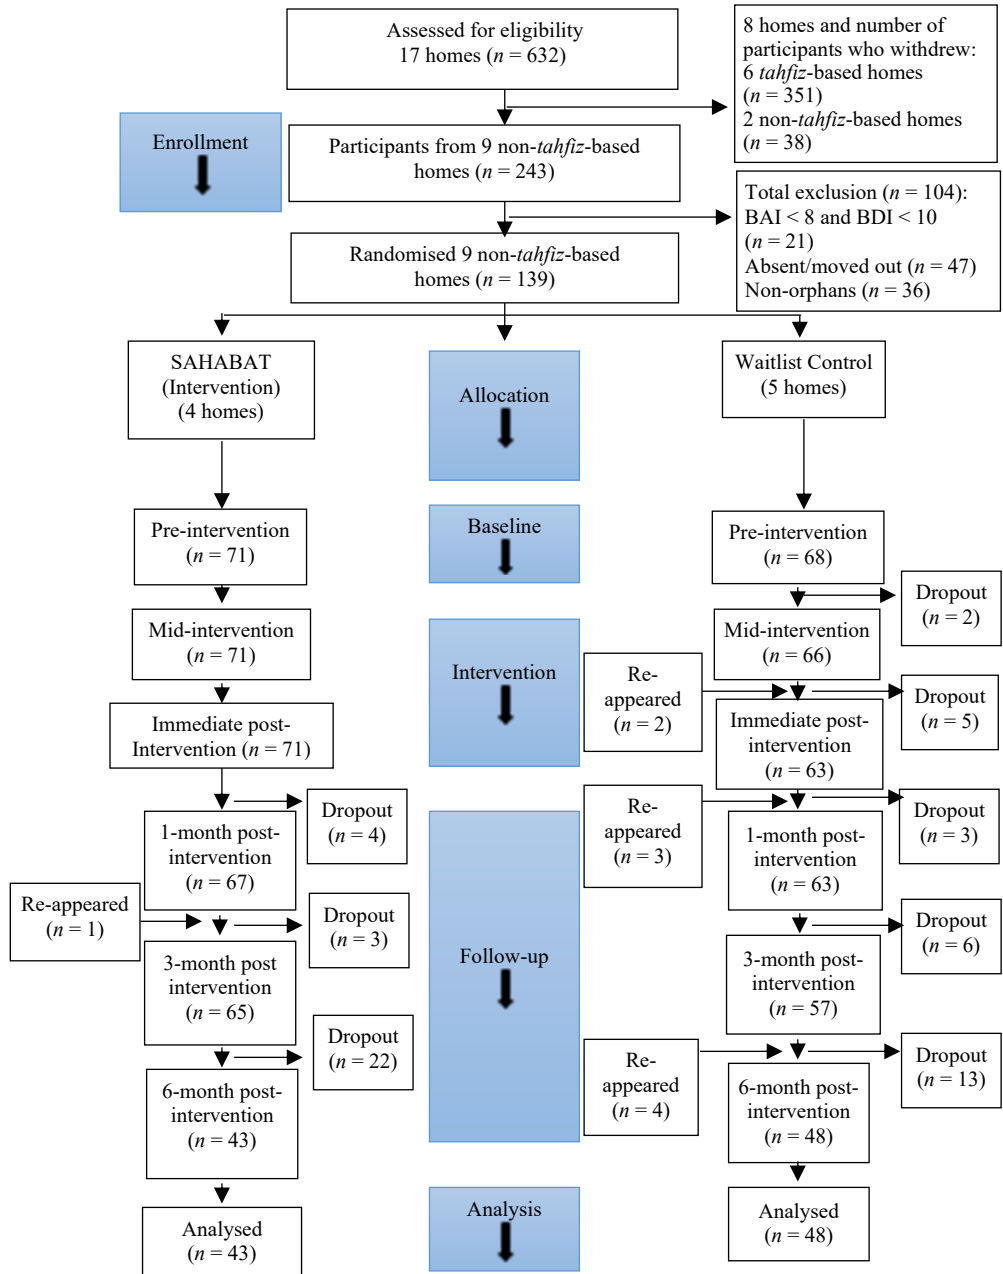 Assessed for eligibility
17 homes (n = 632)
8 homes and number of
participants who withdrew:
6 tahfiz-based homes
(n = 351)
2 non-tahfiz-based homes
(n = 38)
Enrollment
Participants from 9 non-tahfiz-based
homes (n = 243)
Total exclusion (n = 104):
BAI < 8 and BDI < 10
(n = 21)
Absent/moved out (n = 47)
Non-orphans (n = 36)
Randomised 9 non-tahfiz-based
homes (n = 139)
SAHABAT
(Intervention)
(4 homes)
Allocation
Waitlist Control
(5 homes)
Pre-intervention
(n = 71)
Baseline
Pre-intervention
(n = 68)
Dropout
(n = 2)
Mid-intervention
(n = 71)
Intervention
Mid-intervention
(n = 66)
Re-
appeared
(n = 2)
Dropout
(n = 5)
Immediate post-
Intervention (n = 71)
Immediate post-
intervention
(n = 63)
Dropout
(n = 4)
Re-
appeared
(n = 3)
Dropout
(n = 3)
1-month post-
intervention
(n = 67)
1-month post-
intervention
(n = 63)
Re-appeared
(n = 1)
Dropout
(n = 3)
Dropout
(n = 6)
Follow-up
3-month post
intervention
(n = 65)
3-month post-
intervention
(n = 57)
Dropout
(n = 22)
Re-
appeared
(n = 4)
Dropout
(n = 13)
6-month post-
intervention
(n = 43)
6-month post-
intervention
(n = 48)
Analysed
(n = 43)
Analysis
Analysed
(n = 48)